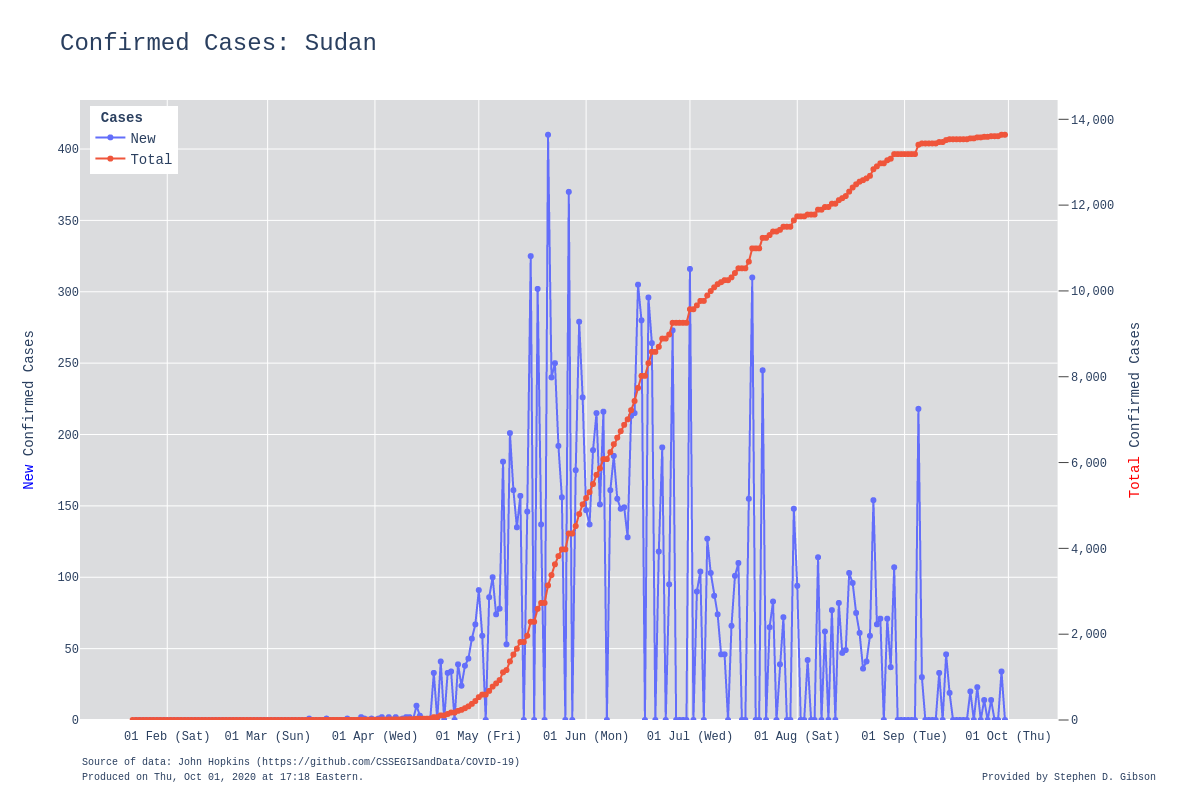 Confirmed Cases: Sudan
Cases
New
Total
400
350
300
250
200
150
100
50
0
New Confirmed Cases
14,000
12,000
10,000
8,000
6,000
4,000
2,000
0
Total Confirmed Cases
01 Feb (Sat) 01 Mar (Sun) 01 Apr (Wed) 01 May (Fri) 01 Jun (Mon) 01 Jul (Wed) 01 Aug (Sat) 01 Sep (Tue) 01 Oct (Thu)
Source of data: John Hopkins (https://github.com/CSSEGISandData/COVID-19)
Produced on Thu, Oct 01, 2020 at 17:18 Eastern.
Provided by Stephen D. Gibson